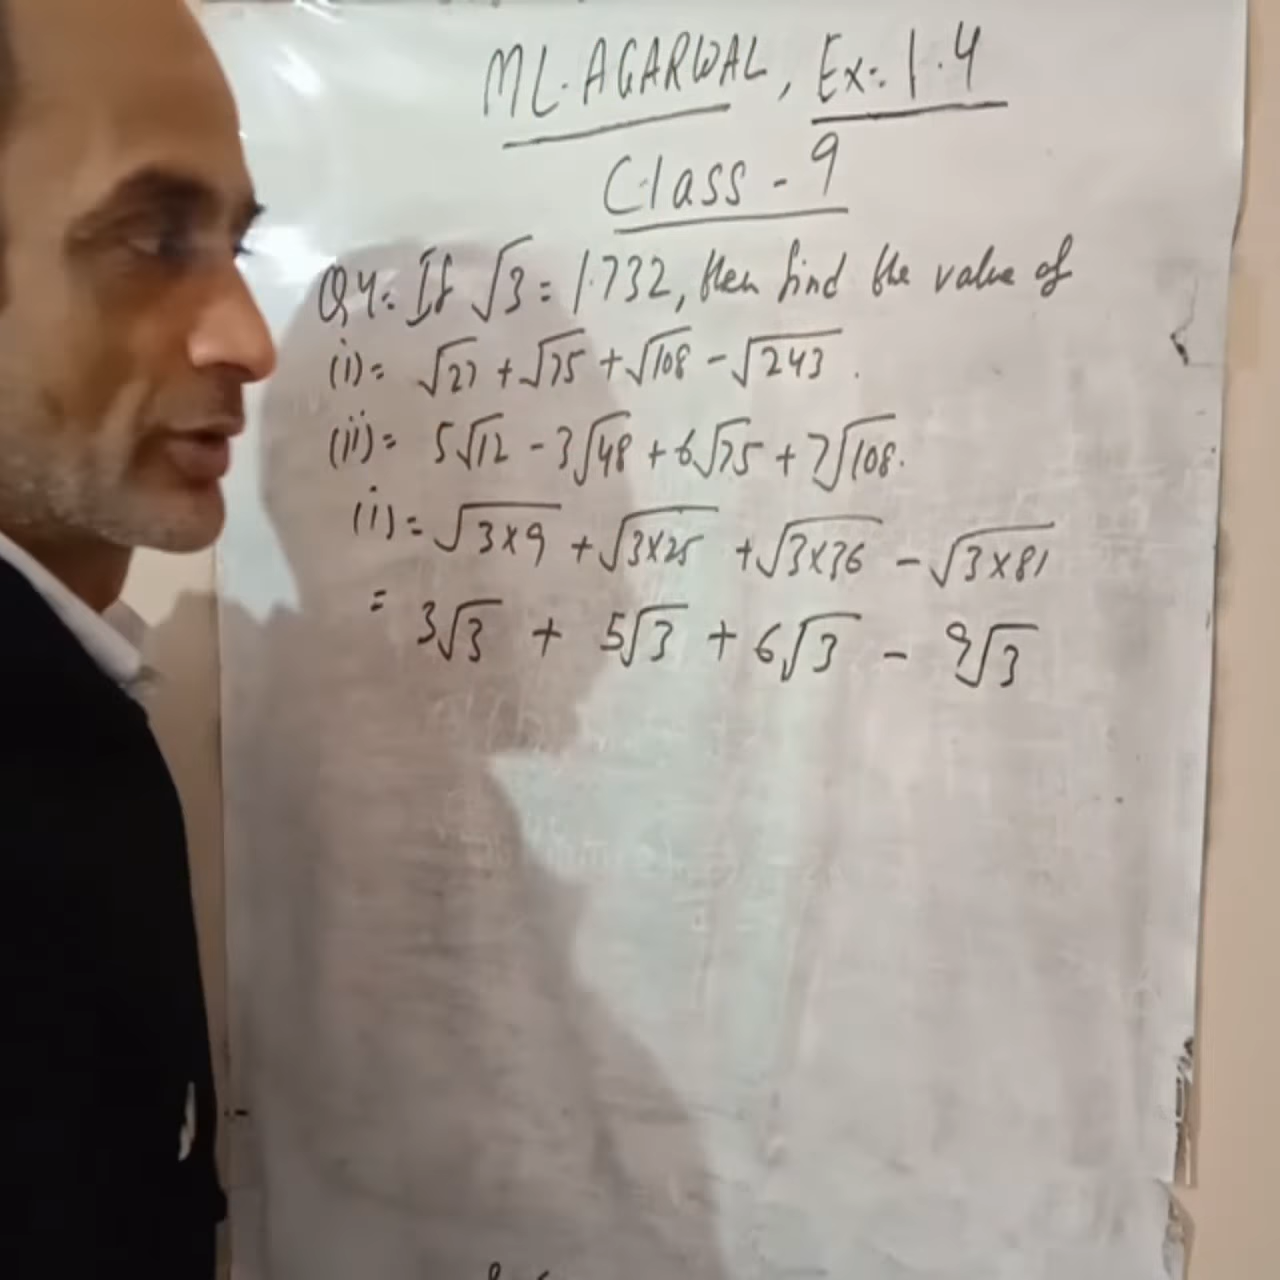 ML.AGARWAL, Ex:. 1.4
Class - 9
Q4: If √3 = 1.732, then find the value of
(i)= √27 + √75 + √108 - √243.
(ii)= 5√12 - 3√48 + 6√75 + 7√108.
(i)= √3×9 + √3×25 + √3×36 - √3×81
= 3√3 + 5√3 + 6√3 - 9√3